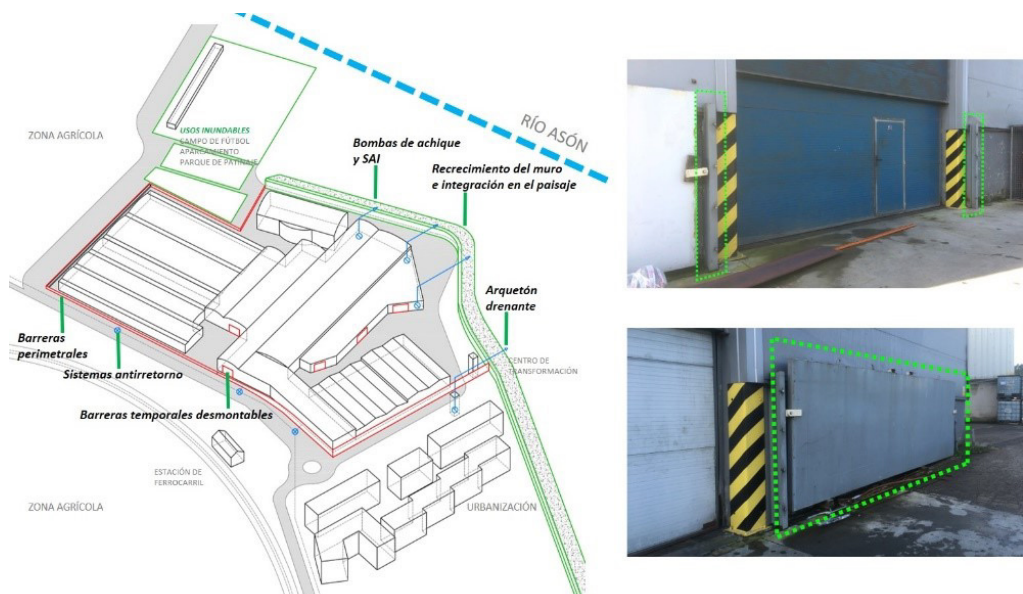 RÍO ASÓN
ZONA AGRÍCOLA
USOS INUNDABLES
CAMPO DE FÚTBOL
APARCAMIENTO
PARQUE DE PATINAJE
Bombas de achique
y SAI
Recrecimiento del muro
e integración en el paisaje
Arquetón
drenante
CENTRO DE
TRANSFORMACIÓN
Barreras
perimetrales
Sistemas antirretorno
Barreras temporales desmontables
ESTACIÓN DE
FERROCARRIL
ZONA AGRÍCOLA
URBANIZACIÓN